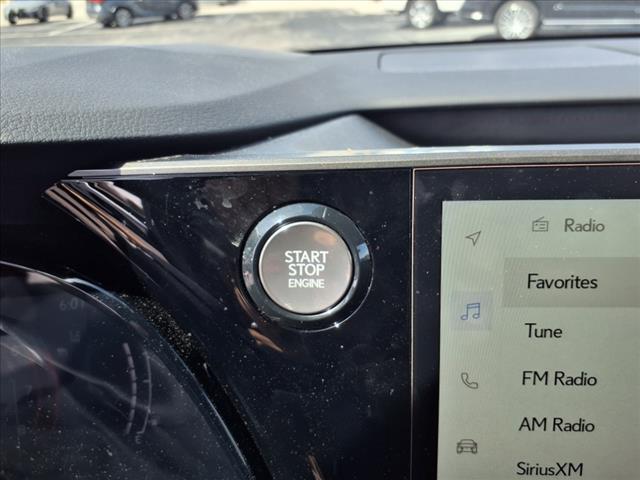 START
STOP
ENGINE
Radio
Favorites
Tune
FM Radio
AM Radio
SiriusXM